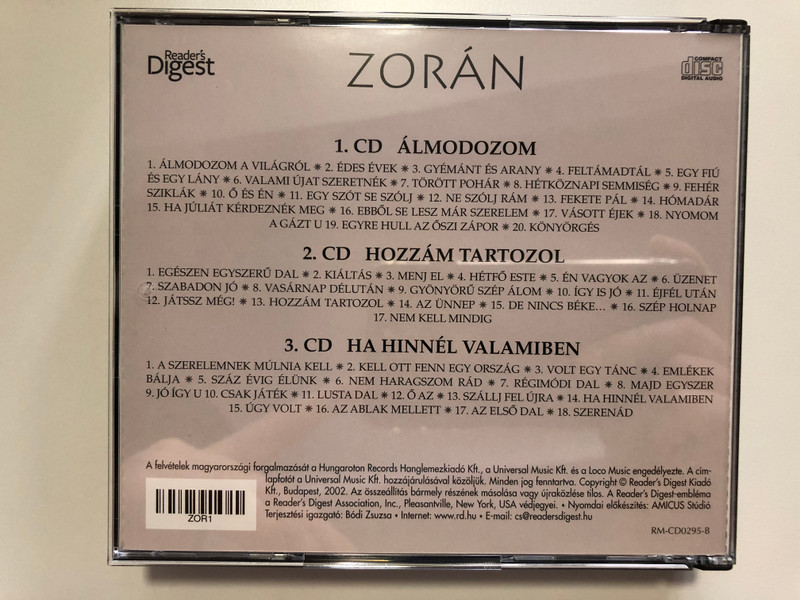 Reader's
Digest
ZORÁN
COMPACT
disc
DIGITAL AUDIO
1. CD ÁLMODOZOM
1. ÁLMODOZOM A VILÁGRÓL ✷ 2. ÉDES ÉVEK ✷ 3. GYÉMÁNT ÉS ARANY ✷ 4. FELTÁMADTÁL ✷ 5. EGY FIÚ
ÉS EGY LÁNY ✷ 6. VALAMI ÚJAT SZERETNÉK ✷ 7. TÖRÖTT POHÁR ✷ 8. HÉTKÖZNAPI SEMMISÉG ✷ 9. FEHÉR
SZIKLÁK ✷ 10. Ő ÉS ÉN ✷ 11. EGY SZÓT SE SZÓLJ ✷ 12. NE SZÓLJ RÁM ✷ 13. FEKETE PÁL ✷ 14. HÓMADÁR
15. HA JÚLIÁT KÉRDEZNÉK MEG ✷ 16. EBBŐL SE LESZ MÁR SZERELEM ✷ 17. VÁSOTT ÉJEK ✷ 18. NYOMOM
A GÁZT U 19. EGYRE HULL AZ ŐSZI ZÁPOR ✷ 20. KÖNYÖRGÉS
2. CD HOZZÁM TARTOZOL
1. EGÉSZEN EGYSZERŰ DAL ✷ 2. KIÁLTÁS ✷ 3. MENJ EL ✷ 4. HÉTFŐ ESTE ✷ 5. ÉN VAGYOK AZ ✷ 6. ÜZENET
7. SZABADON JÓ ✷ 8. VASÁRNAP DÉLUTÁN ✷ 9. GYÖNYÖRŰ SZÉP ÁLOM ✷ 10. ÍGY IS JÓ ✷ 11. ÉJFÉL UTÁN
12. JÁTSSZ MÉG! ✷ 13. HOZZÁM TARTOZOL ✷ 14. AZ ÜNNEP ✷ 15. DE NINCS BÉKE... ✷ 16. SZÉP HOLNAP
17. NEM KELL MINDIG
3. CD HA HINNÉL VALAMIBEN
1. A SZERELEMNEK MÚLNIA KELL ✷ 2. KELL OTT FENN EGY ORSZÁG ✷ 3. VOLT EGY TÁNC ✷ 4. EMLÉKEK
BÁLJA ✷ 5. SZÁZ ÉVIG ÉLÜNK ✷ 6. NEM HARAGSZOM RÁD ✷ 7. RÉGIMÓDI DAL ✷ 8. MAJD EGYSZER
9. JÓ ÍGY U 10. CSAK JÁTÉK ✷ 11. LUSTA DAL ✷ 12. Ő AZ ✷ 13. SZÁLLJ FEL ÚJRA ✷ 14. HA HINNÉL VALAMIBEN
15. ÚGY VOLT ✷ 16. AZ ABLAK MELLETT ✷ 17. AZ ELSŐ DAL ✷ 18. SZERENÁD
A felvételek magyarországi forgalmazását a Hungaroton Records Hanglemezkiadó Kft., a Universal Music Kft. és a Loco Music engedélyezte. A cím-
lapfotót a Universal Music Kft. hozzájárulásával közöljük. Minden jog fenntartva. Copyright © Reader's Digest Kiadó
Kft., Budapest, 2002. Az összeállítás bármely részének másolása vagy újraközlése tilos. A Reader's Digest-embléma
a Reader's Digest Association, Inc., Pleasantville, New York, USA védjegyei. • Nyomdai előkészítés: AMICUS Stúdió
Terjesztési igazgató: Bódi Zsuzsa • Internet: www.rd.hu • E-mail: cs@readersdigest.hu
ZOR1
RM-CD0295-B